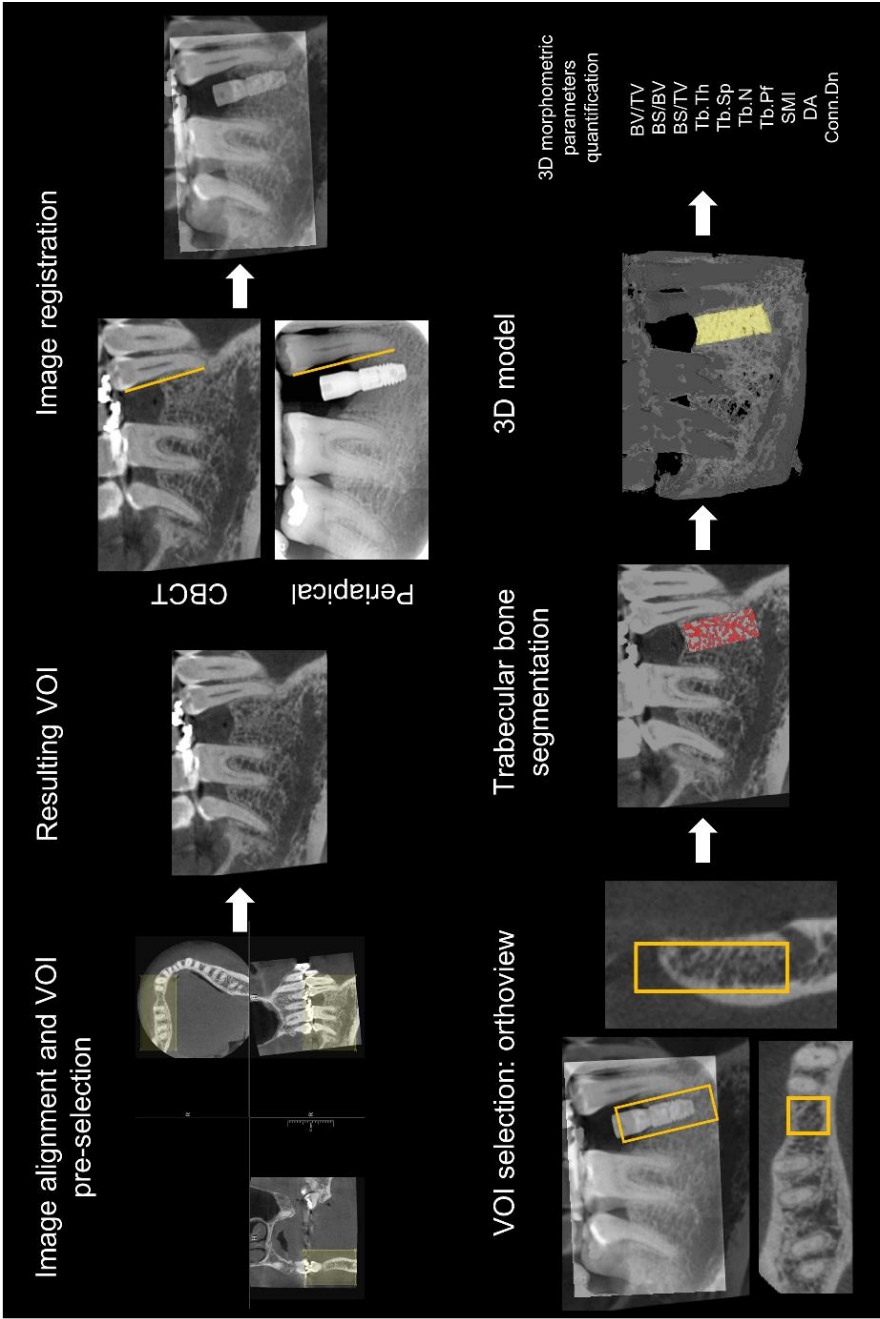 Image alignment and VOI
pre-selection
Resulting VOI
Image registration
CBCT
Periapical
VOI selection: orthoview
Trabecular bone
segmentation
3D model
3D morphometric
parameters
quantification
BV/TV
BS/BV
BS/TV
Tb.Th
Tb.Sp
Tb.N
Tb.Pf
SMI
DA
Conn.Dn